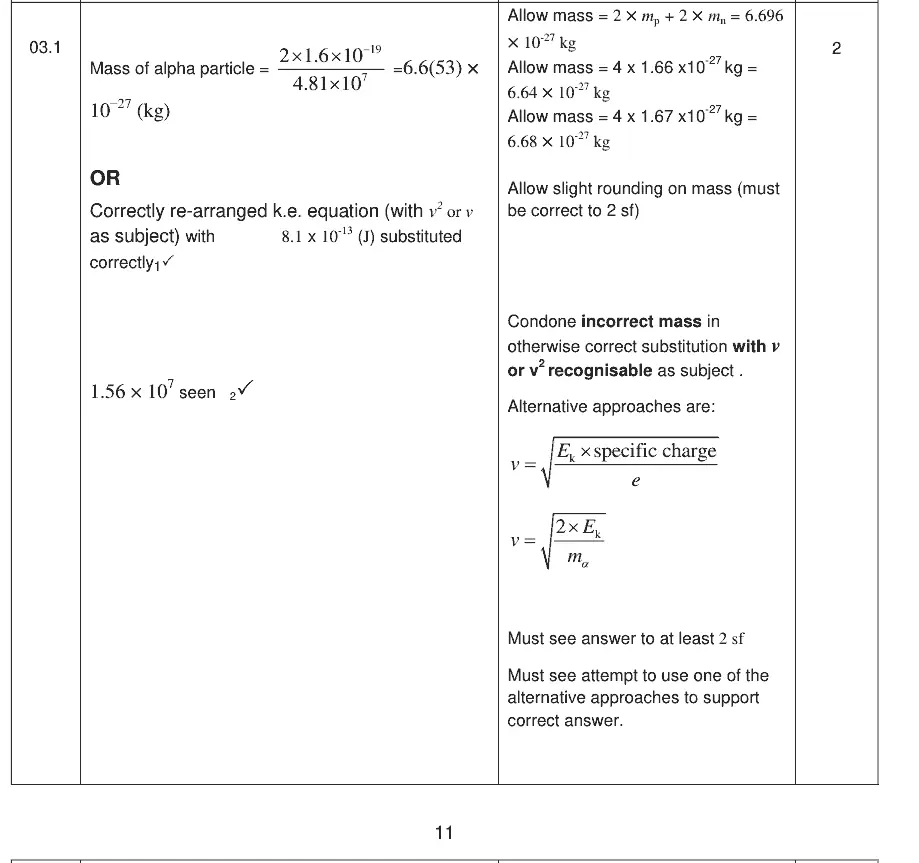 03.1
Mass of alpha particle = 2×1.6×10⁻¹⁹ / 4.81×10⁷ =6.6(53) ×
10⁻²⁷ (kg)
OR
Correctly re-arranged k.e. equation (with v² or v
as subject) with 8.1 x 10⁻¹³ (J) substituted
correctly₁✓
1.56 × 10⁷ seen ₂✓
Allow mass = 2 × mₚ + 2 × mₙ = 6.696
× 10⁻²⁷ kg
Allow mass = 4 x 1.66 x10⁻²⁷ kg =
6.64 × 10⁻²⁷ kg
Allow mass = 4 x 1.67 x10⁻²⁷ kg =
6.68 × 10⁻²⁷ kg
Allow slight rounding on mass (must
be correct to 2 sf)
Condone incorrect mass in
otherwise correct substitution with v
or v² recognisable as subject .
Alternative approaches are:
v = √(Eₖ × specific charge / e)
v = √(2 × Eₖ / mα)
Must see answer to at least 2 sf
Must see attempt to use one of the
alternative approaches to support
correct answer.
2
11